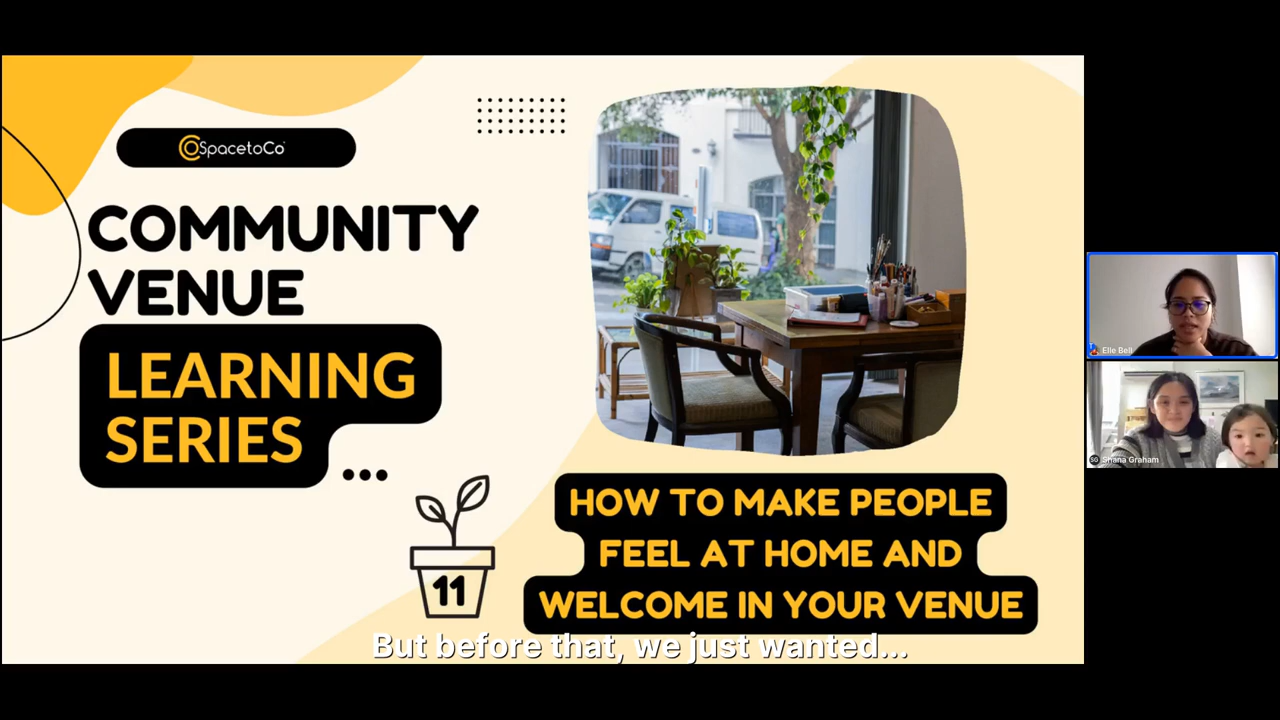 SpacetoCo
COMMUNITY
VENUE
LEARNING
SERIES
11
HOW TO MAKE PEOPLE
FEEL AT HOME AND
WELCOME IN YOUR VENUE
But before that, we just wanted...
Elle Bell
SG Shana Graham